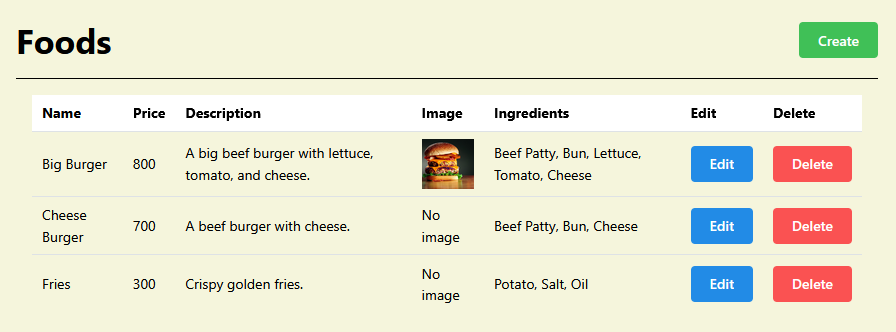 Foods
Create
Name Price Description Image Ingredients Edit Delete
Big Burger 800 A big beef burger with lettuce, tomato, and cheese. Beef Patty, Bun, Lettuce, Tomato, Cheese Edit Delete
Cheese Burger 700 A beef burger with cheese. No image Beef Patty, Bun, Cheese Edit Delete
Fries 300 Crispy golden fries. No image Potato, Salt, Oil Edit Delete